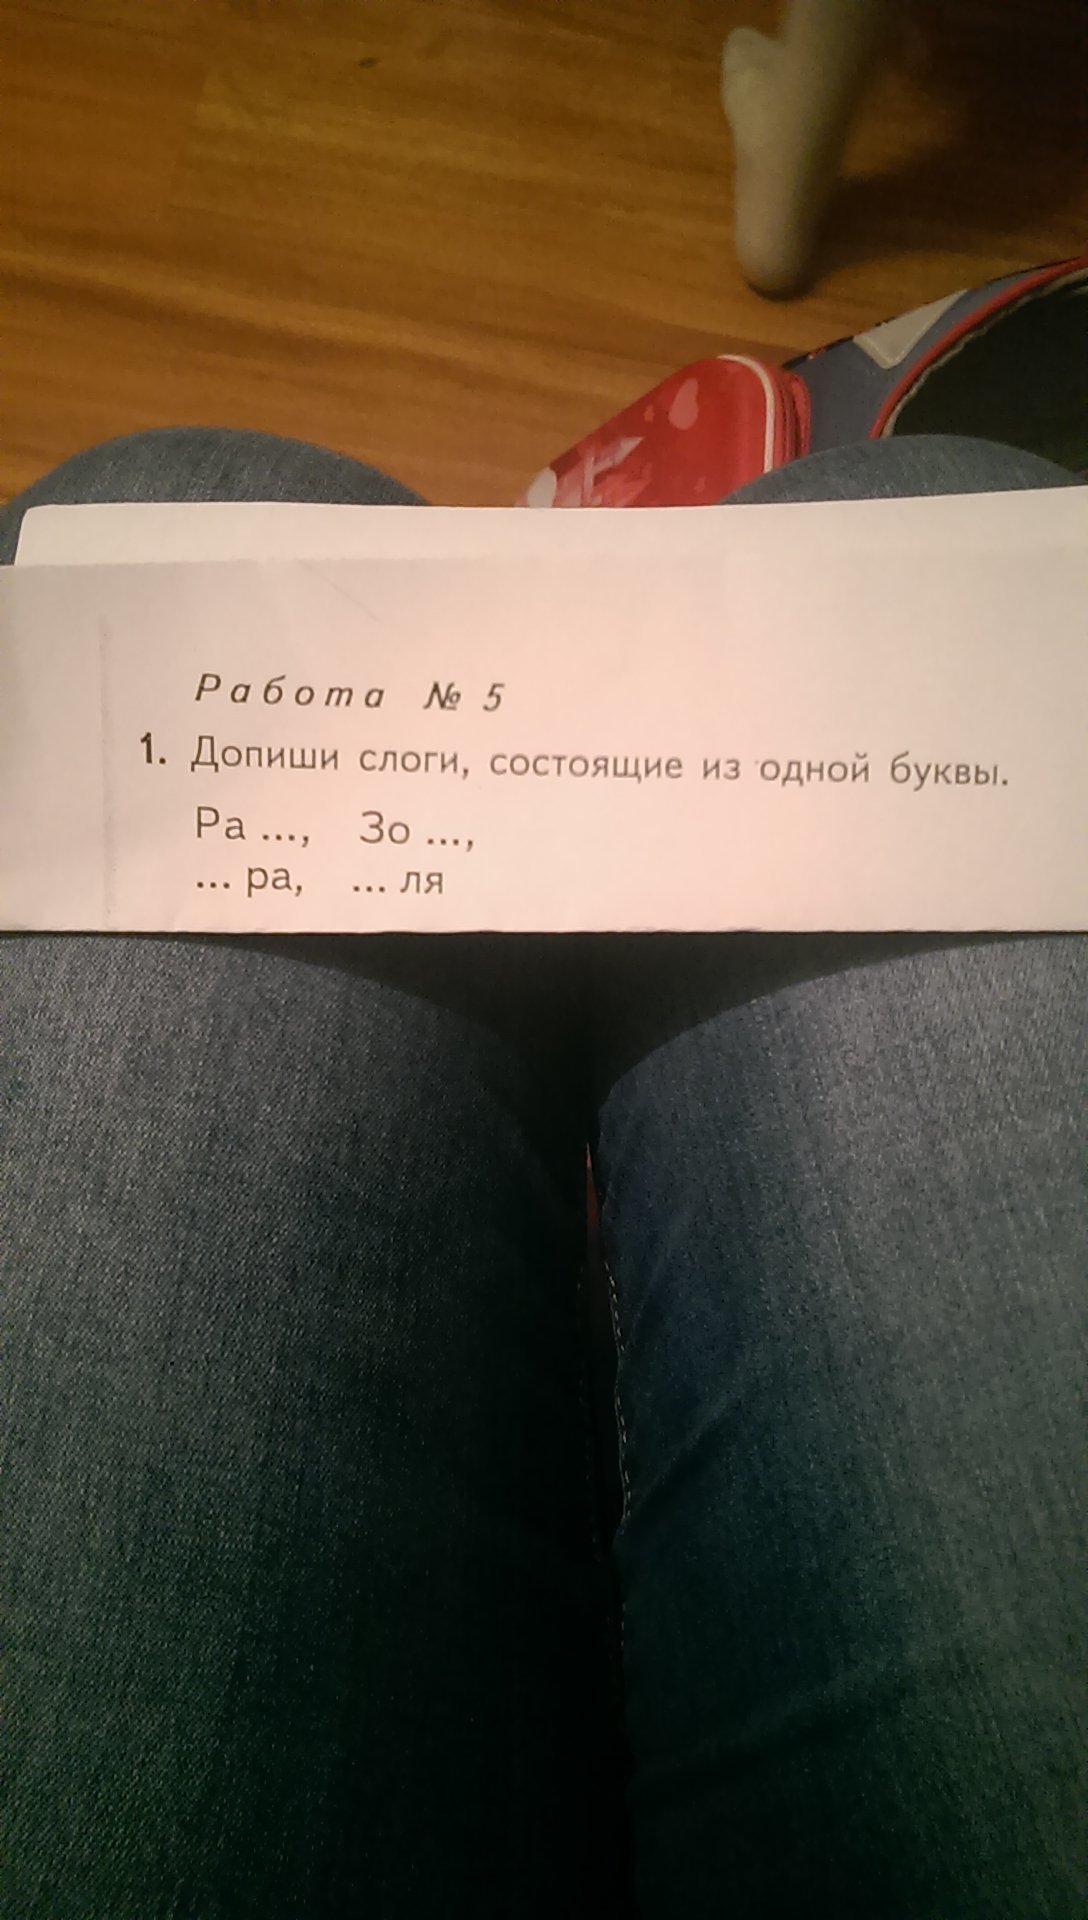 Работа № 5
1. Допиши слоги, состоящие из одной буквы.
Ра ..., Зо ...,
... ра, ... ля